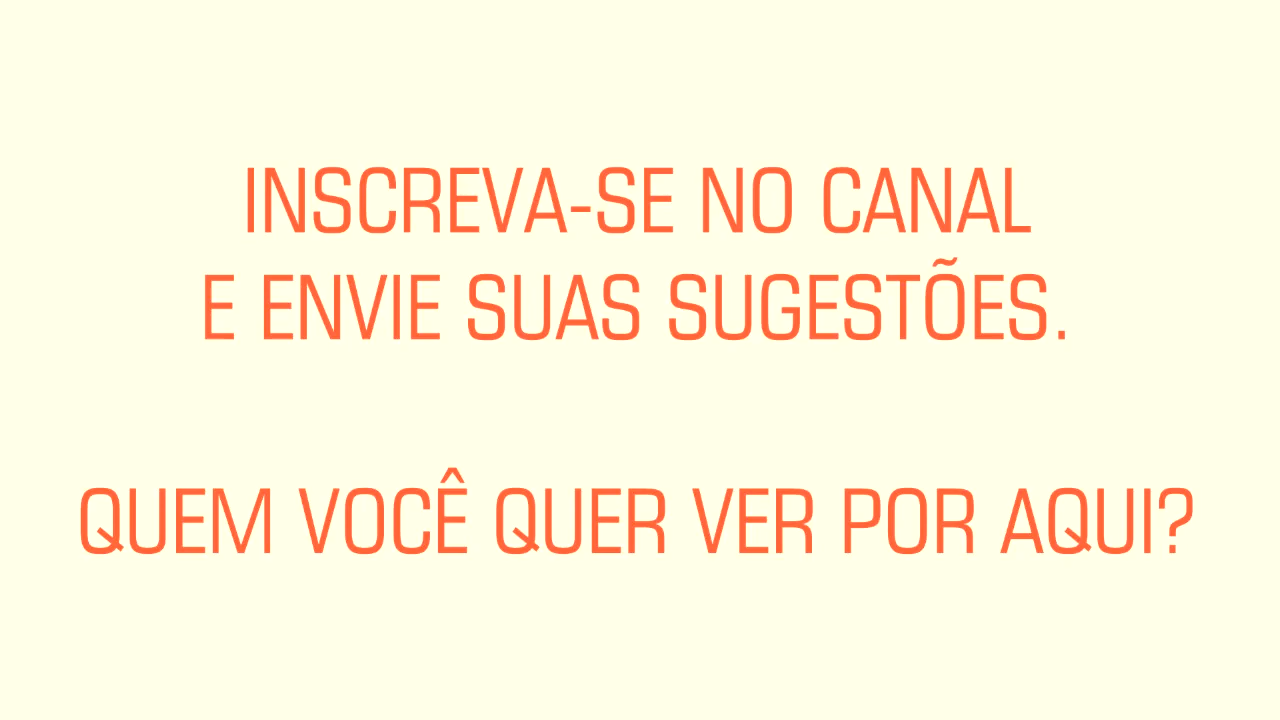 INSCREVA-SE NO CANAL
E ENVIE SUAS SUGESTÕES.
QUEM VOCÊ QUER VER POR AQUI?